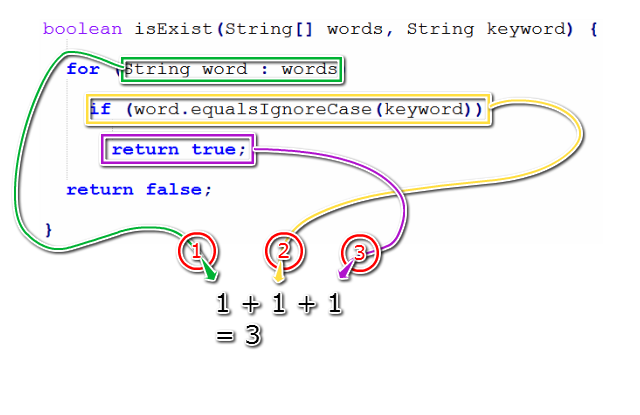 boolean isExist(String[] words, String keyword) {
for (String word : words
if (word.equalsIgnoreCase(keyword))
return true;
return false;
}
1 2 3
1 + 1 + 1
= 3